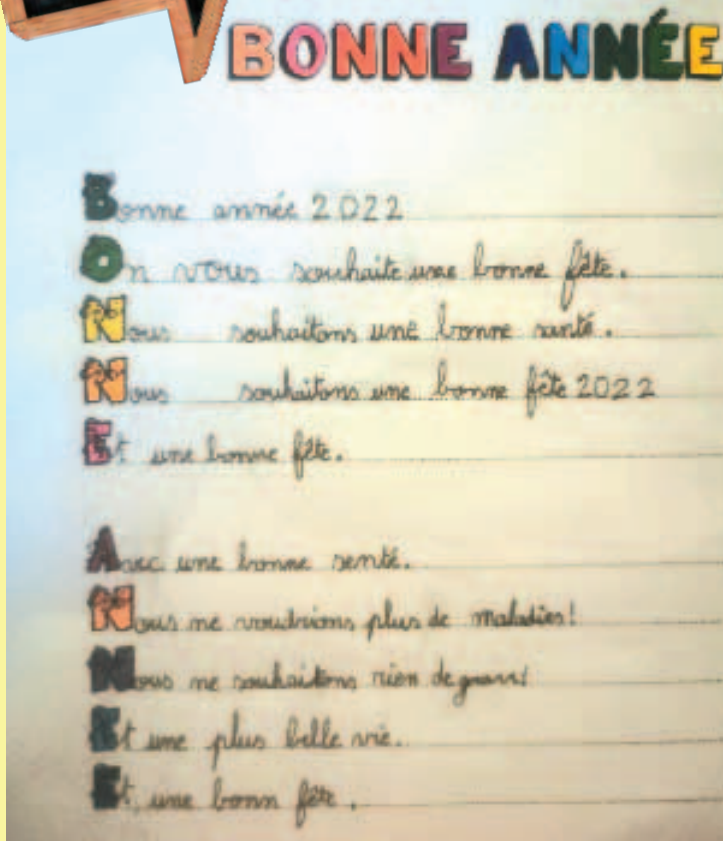 BONNE ANNÉE
Bonne année 2022
On vous souhaite une bonne fête.
Nous souhaitons une bonne santé.
Nous souhaitons une bonne fête 2022
Et une bonne fête.
Avec une bonne senté.
Nous ne voudrions plus de maladies!
Nous ne souhaitons rien de grave!
Et une plus belle vie.
Et une bonn fête.